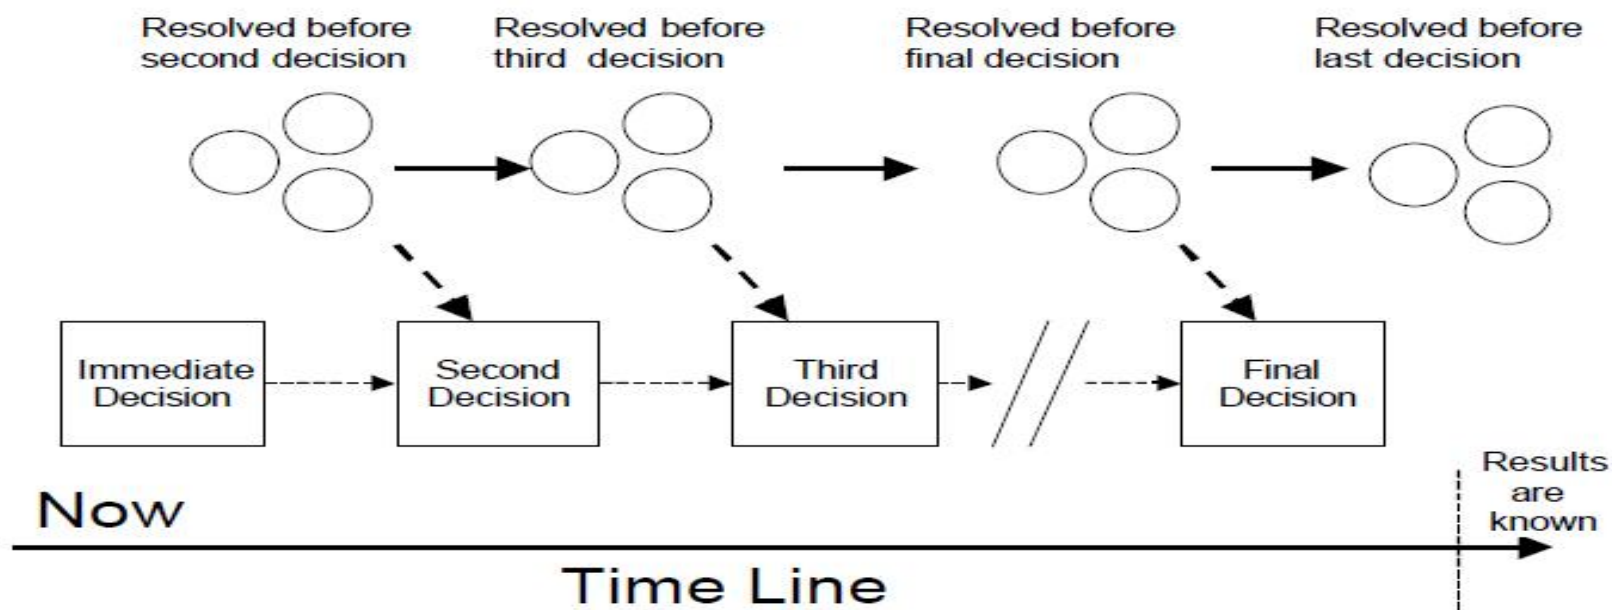 Resolved before
second decision
Resolved before
third decision
Resolved before
final decision
Resolved before
last decision
Immediate
Decision
Second
Decision
Third
Decision
Final
Decision
Results
are
known
Now
Time Line